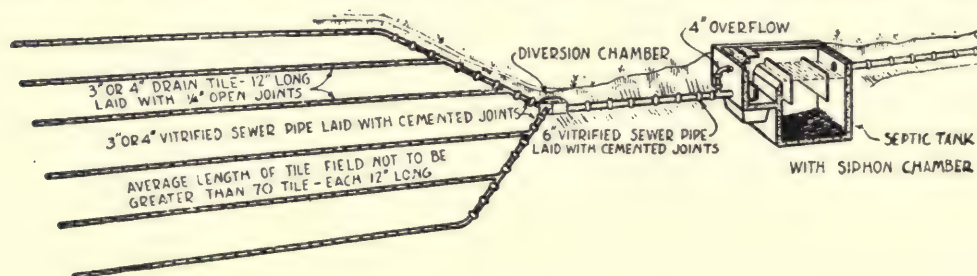 4" OVERFLOW
DIVERSION CHAMBER
3" OR 4" DRAIN TILE - 12" LONG
LAID WITH ¼" OPEN JOINTS
3" OR 4" VITRIFIED SEWER PIPE LAID WITH CEMENTED JOINTS
6" VITRIFIED SEWER PIPE
LAID WITH CEMENTED JOINTS
SEPTIC TANK
WITH SIPHON CHAMBER
AVERAGE LENGTH OF TILE FIELD NOT TO BE
GREATER THAN 70 TILE - EACH 12" LONG